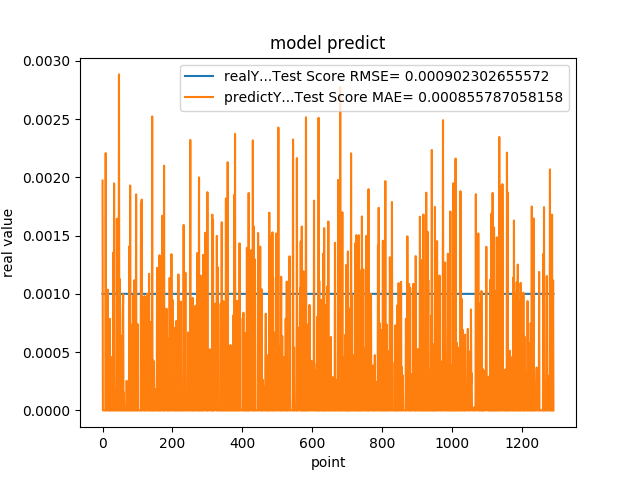 model predict
realY...Test Score RMSE= 0.000902302655572
predictY...Test Score MAE= 0.000855787058158
0.0030
0.0025
0.0020
0.0015
0.0010
0.0005
0.0000
real value
0 200 400 600 800 1000 1200
point